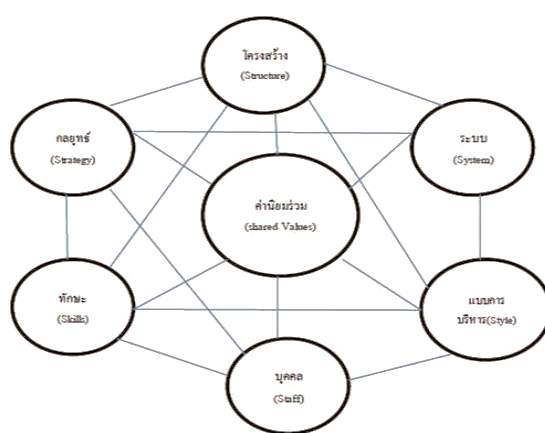 โครงสร้าง
(Structure)
กลยุทธ์
(Strategy)
ระบบ
(System)
ค่านิยมร่วม
(shared Values)
ทักษะ
(Skills)
แบบการ
บริหาร(Style)
บุคคล
(Staff)